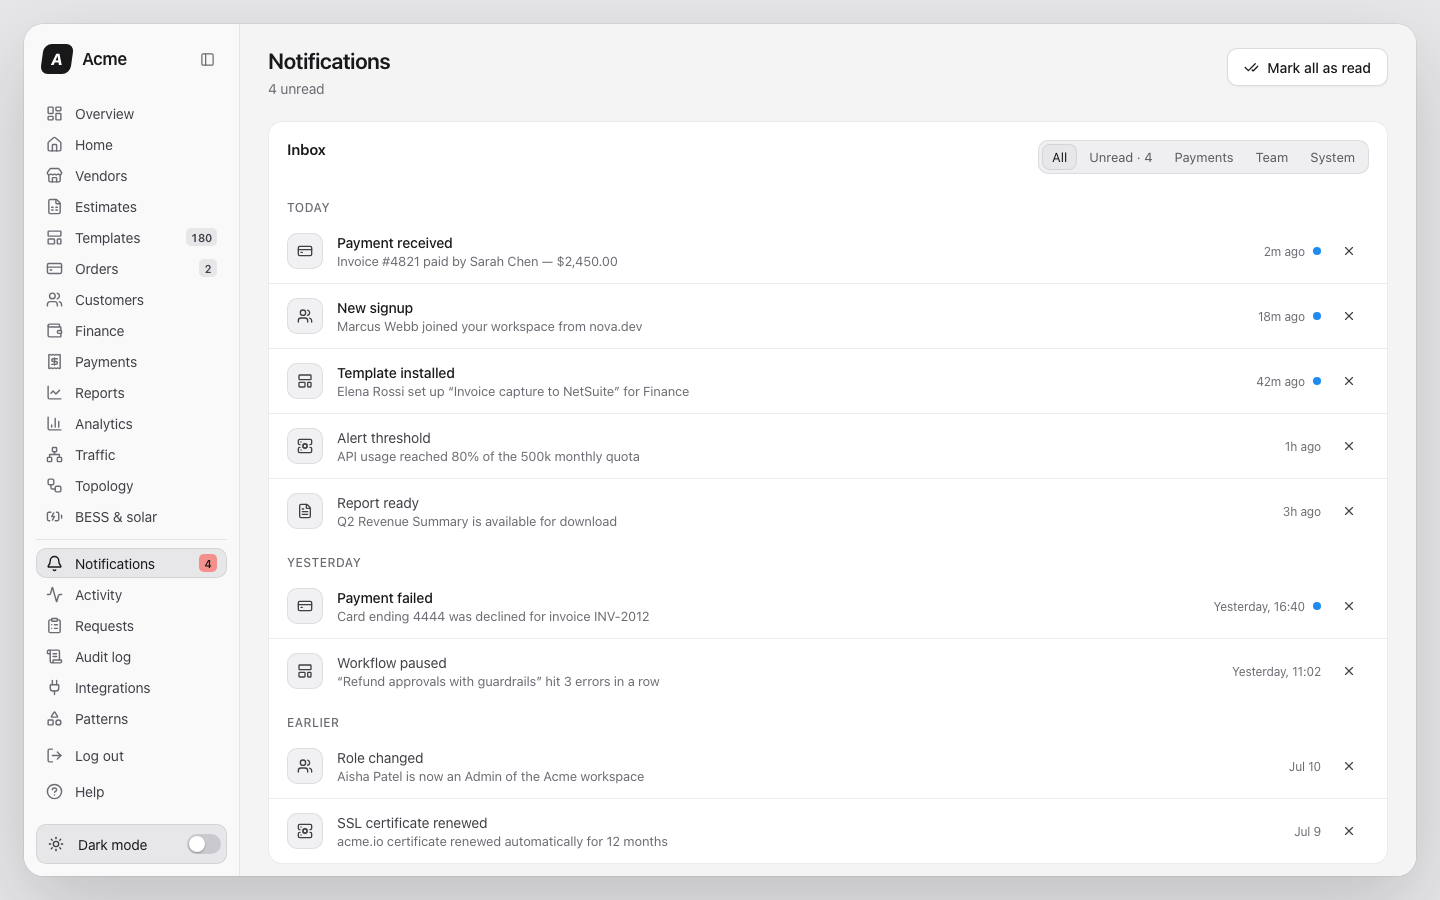 A Acme
Overview
Home
Vendors
Estimates
Templates 180
Orders 2
Customers
Finance
Payments
Reports
Analytics
Traffic
Topology
BESS & solar
Notifications 4
Activity
Requests
Audit log
Integrations
Patterns
Log out
Help
Dark mode
Notifications
4 unread
Mark all as read
Inbox
All Unread · 4 Payments Team System
TODAY
Payment received
Invoice #4821 paid by Sarah Chen — $2,450.00
2m ago
New signup
Marcus Webb joined your workspace from nova.dev
18m ago
Template installed
Elena Rossi set up “Invoice capture to NetSuite” for Finance
42m ago
Alert threshold
API usage reached 80% of the 500k monthly quota
1h ago
Report ready
Q2 Revenue Summary is available for download
3h ago
YESTERDAY
Payment failed
Card ending 4444 was declined for invoice INV-2012
Yesterday, 16:40
Workflow paused
“Refund approvals with guardrails” hit 3 errors in a row
Yesterday, 11:02
EARLIER
Role changed
Aisha Patel is now an Admin of the Acme workspace
Jul 10
SSL certificate renewed
acme.io certificate renewed automatically for 12 months
Jul 9